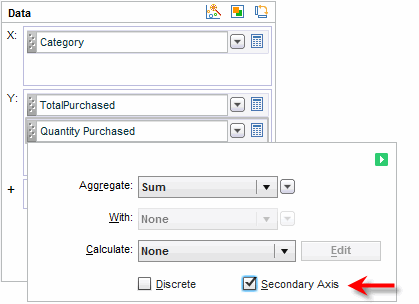 Data
X:
Category
Y:
TotalPurchased
Quantity Purchased
+
Aggregate: Sum
With: None
Calculate: None Edit
Discrete Secondary Axis